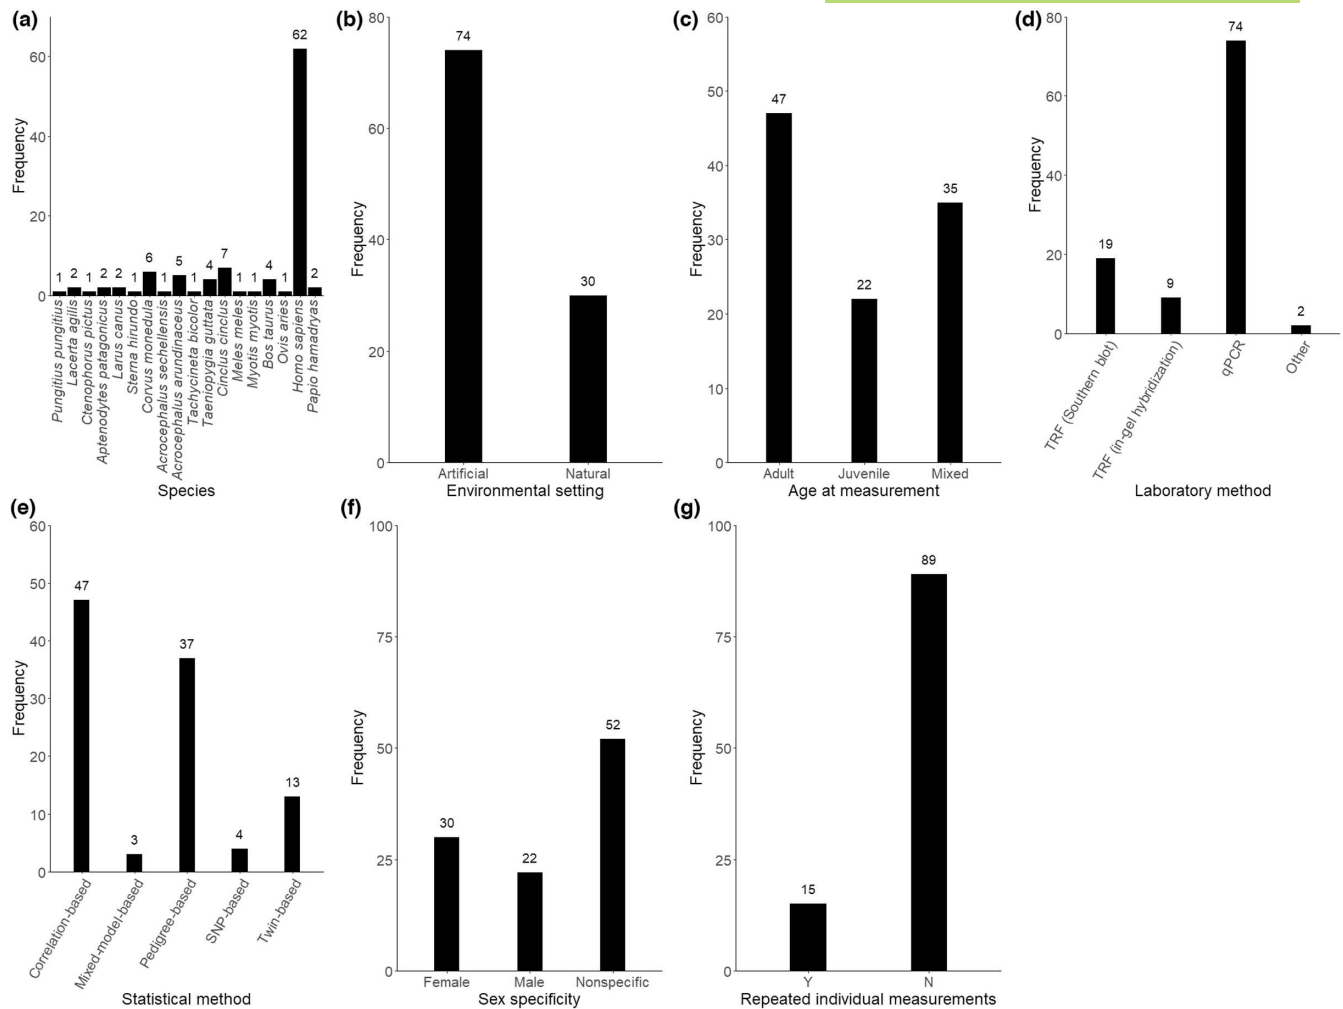 (a)
Frequency
60
40
20
0
1
2
1
2
2
1
6
1
5
1
4
7
1
1
4
1
62
2
Pungitius pungitius
Lacerta agilis
Ctenophorus pictus
Aptenodytes patagonicus
Larus canus
Sterna hirundo
Corvus monedula
Acrocephalus sechellensis
Acrocephalus arundinaceus
Tachycineta bicolor
Taeniopygia guttata
Cinclus cinclus
Meles meles
Myotis myotis
Bos taurus
Ovis aries
Homo sapiens
Papio hamadryas
Species
(b)
Frequency
80
60
40
20
0
74
30
Artificial
Natural
Environmental setting
(c)
Frequency
60
50
40
30
20
10
0
47
22
35
Adult
Juvenile
Mixed
Age at measurement
(d)
Frequency
80
60
40
20
0
19
9
74
2
TRF (Southern blot)
TRF (in-gel hybridization)
qPCR
Other
Laboratory method
(e)
Frequency
60
50
40
30
20
10
0
47
3
37
4
13
Correlation-based
Mixed-model-based
Pedigree-based
SNP-based
Twin-based
Statistical method
(f)
Frequency
100
75
50
25
0
30
22
52
Female
Male
Nonspecific
Sex specificity
(g)
Frequency
100
75
50
25
0
15
89
Y
N
Repeated individual measurements